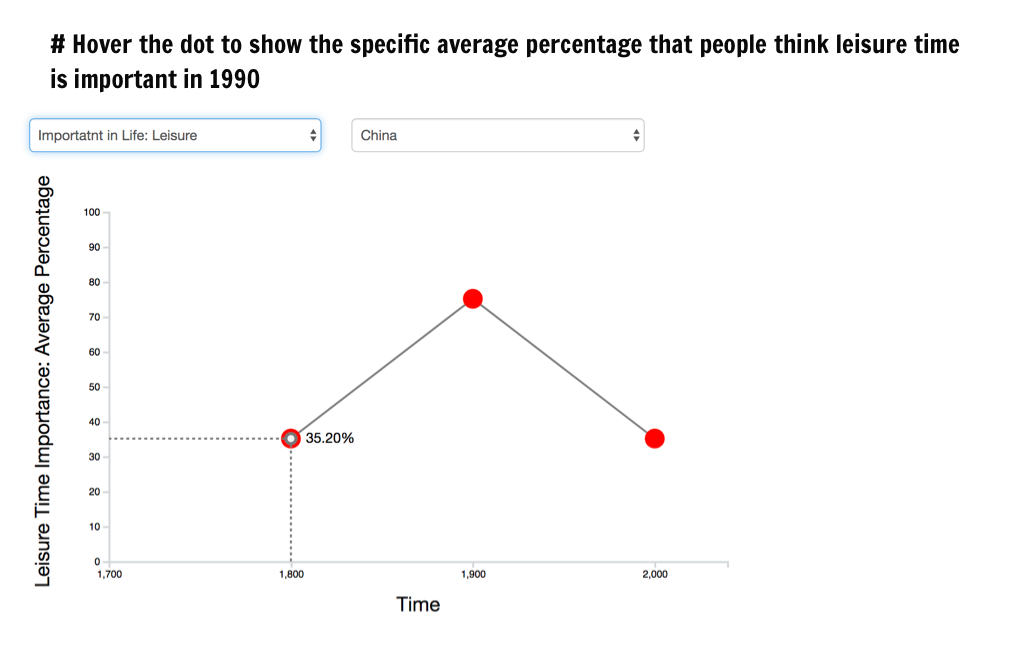 # Hover the dot to show the specific average percentage that people think leisure time
is important in 1990
Importatnt in Life: Leisure
China
Leisure Time Importance: Average Percentage
100
90
80
70
60
50
40
35.20%
30
20
10
0
1,700
1,800
1,900
2,000
Time